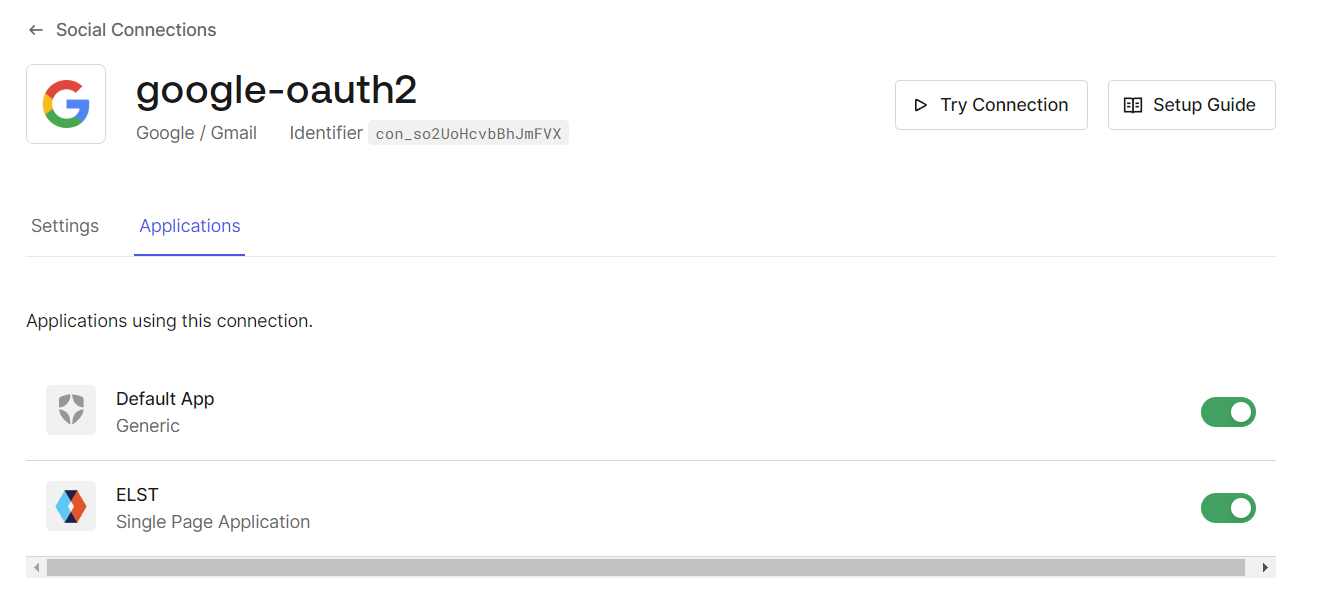 Social Connections
google-oauth2
Try Connection
Setup Guide
Google / Gmail
Identifier con_so2UoHcvbBhJmFVX
Settings
Applications
Applications using this connection.
Default App
Generic
ELST
Single Page Application